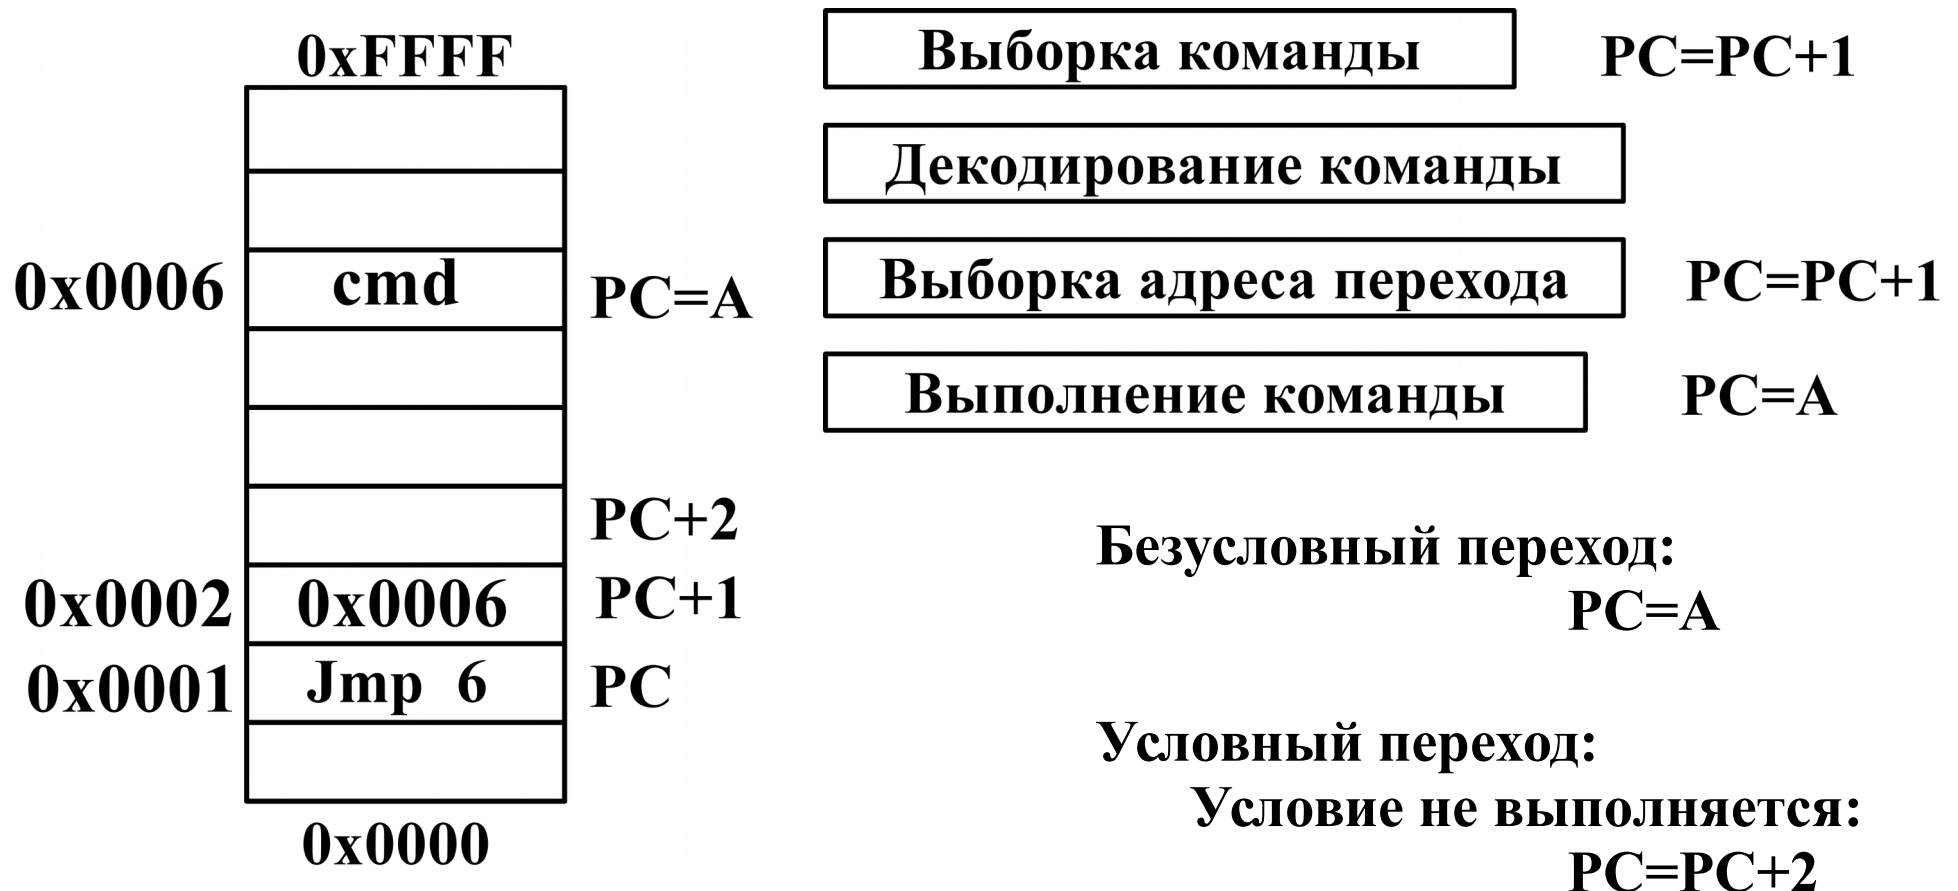 0xFFFF
0x0006 cmd PC=A
PC+2
0x0002 0x0006 PC+1
0x0001 Jmp 6 PC
0x0000
Выборка команды PC=PC+1
Декодирование команды
Выборка адреса перехода PC=PC+1
Выполнение команды PC=A
Безусловный переход:
PC=A
Условный переход:
Условие не выполняется:
PC=PC+2